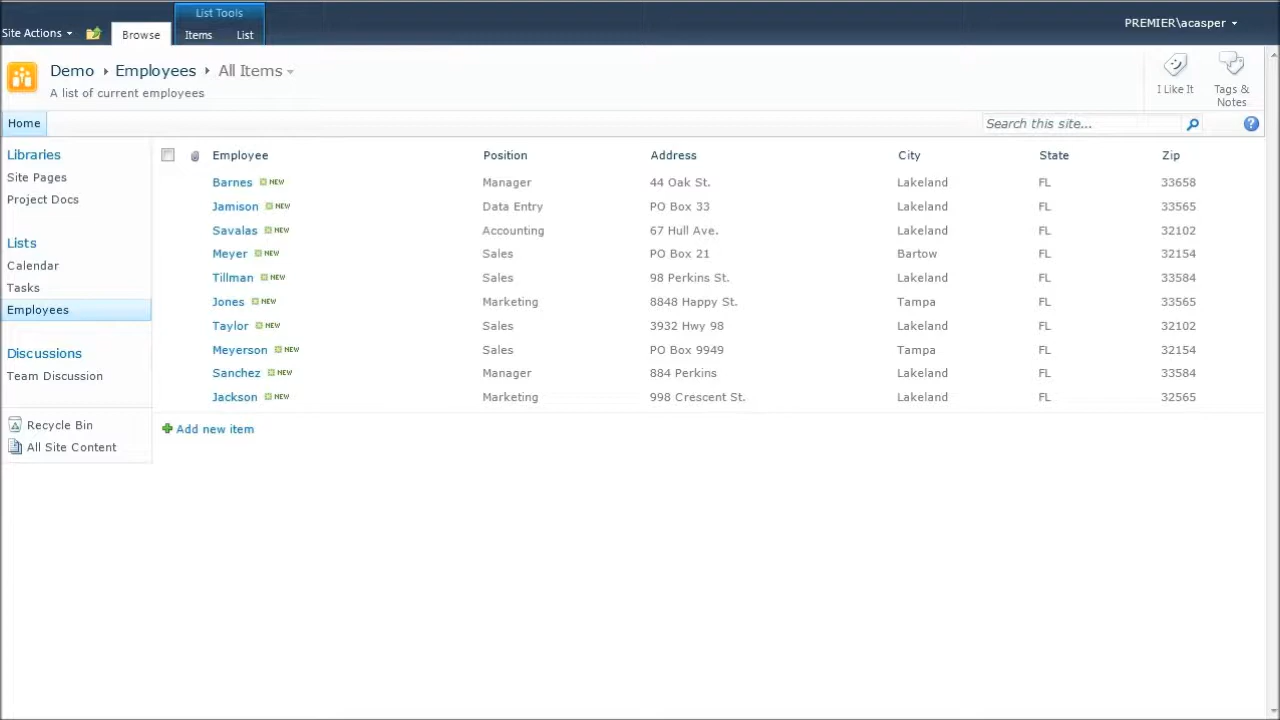 List Tools
Site Actions Browse Items List PREMIER\acasper
Demo Employees All Items
A list of current employees
I Like It Tags & Notes
Home Search this site...
Libraries
Site Pages
Project Docs
Lists
Calendar
Tasks
Employees
Discussions
Team Discussion
Recycle Bin
All Site Content
Employee Position Address City State Zip
Barnes NEW Manager 44 Oak St. Lakeland FL 33658
Jamison NEW Data Entry PO Box 33 Lakeland FL 33565
Savalas NEW Accounting 67 Hull Ave. Lakeland FL 32102
Meyer NEW Sales PO Box 21 Bartow FL 32154
Tillman NEW Sales 98 Perkins St. Lakeland FL 33584
Jones NEW Marketing 8848 Happy St. Tampa FL 33565
Taylor NEW Sales 3932 Hwy 98 Lakeland FL 32102
Meyerson NEW Sales PO Box 9949 Tampa FL 32154
Sanchez NEW Manager 884 Perkins Lakeland FL 33584
Jackson NEW Marketing 998 Crescent St. Lakeland FL 32565
Add new item